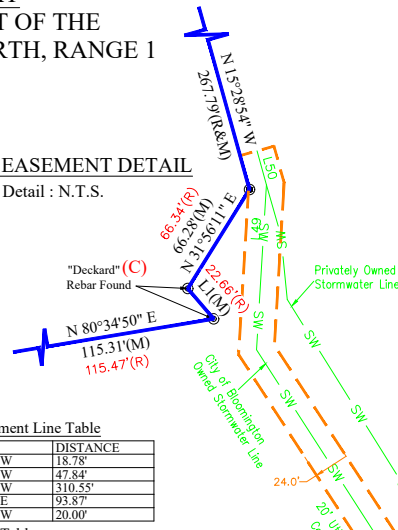 T OF THE
RTH, RANGE 1
EASEMENT DETAIL
Detail : N.T.S.
N 15°28'54" W
267.79'(R&M)
L50
66.34'(R)
66.28'(M)
N 31°56'11" E
L49
SW
SW
"Deckard" (C)
Rebar Found
22.66'(R)
L1(M)
Privately Owned
Stormwater Line
N 80°34'50" E
115.31'(M)
115.47'(R)
SW
SW
City of Bloomington
Owned Stormwater Line
SW
SW
24.0'
20' Uti
ment Line Table
DISTANCE
W 18.78'
W 47.84'
W 310.55'
E 93.87'
W 20.00'